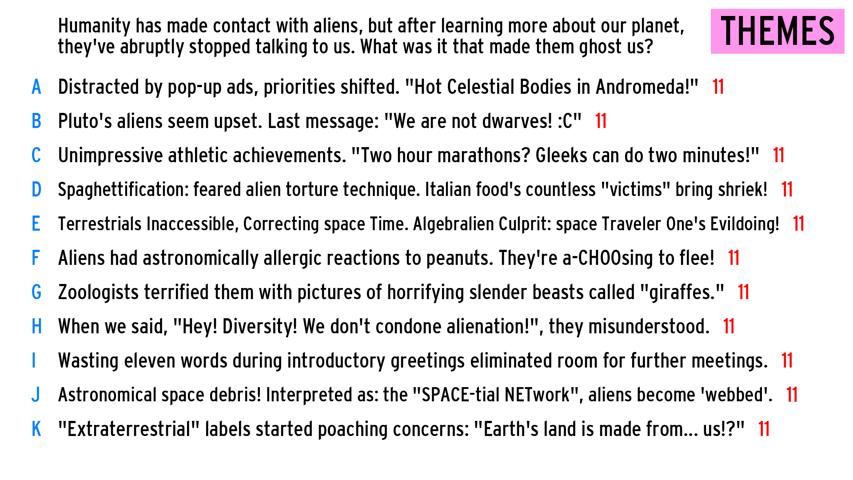 Humanity has made contact with aliens, but after learning more about our planet,
they've abruptly stopped talking to us. What was it that made them ghost us?
THEMES
A Distracted by pop-up ads, priorities shifted. "Hot Celestial Bodies in Andromeda!" 11
B Pluto's aliens seem upset. Last message: "We are not dwarves! :C" 11
C Unimpressive athletic achievements. "Two hour marathons? Gleeks can do two minutes!" 11
D Spaghettification: feared alien torture technique. Italian food's countless "victims" bring shriek! 11
E Terrestrials Inaccessible, Correcting space Time. Algebralien Culprit: space Traveler One's Evildoing! 11
F Aliens had astronomically allergic reactions to peanuts. They're a-CHOOsing to flee! 11
G Zoologists terrified them with pictures of horrifying slender beasts called "giraffes." 11
H When we said, "Hey! Diversity! We don't condone alienation!", they misunderstood. 11
I Wasting eleven words during introductory greetings eliminated room for further meetings. 11
J Astronomical space debris! Interpreted as: the "SPACE-tial NETwork", aliens become 'webbed'. 11
K "Extraterrestrial" labels started poaching concerns: "Earth's land is made from... us!?" 11